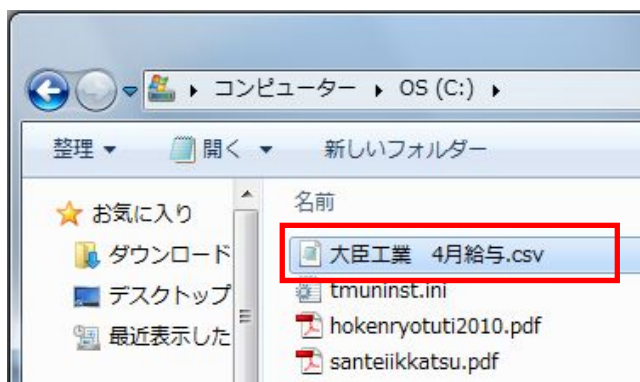 コンピューター ▸ OS (C:) ▸
整理 ▼ 開く ▼ 新しいフォルダー
お気に入り
ダウンロード
デスクトップ
最近表示した
名前
大臣工業　4月給与.csv
tmuninst.ini
hokenryotuti2010.pdf
santeiikkatsu.pdf